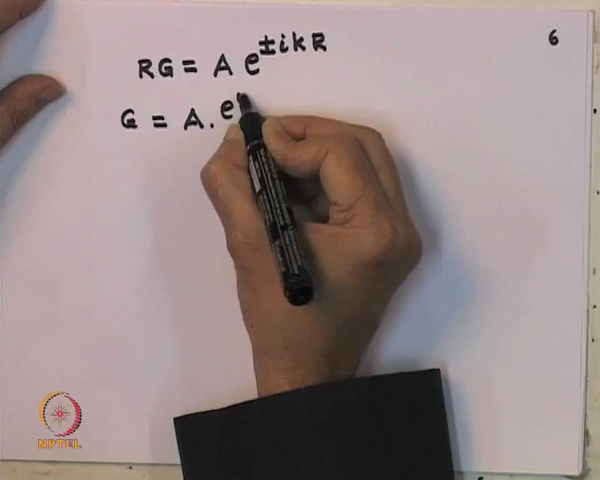 6
RG = A e^{±ikR}
G = A. e
NPTEL